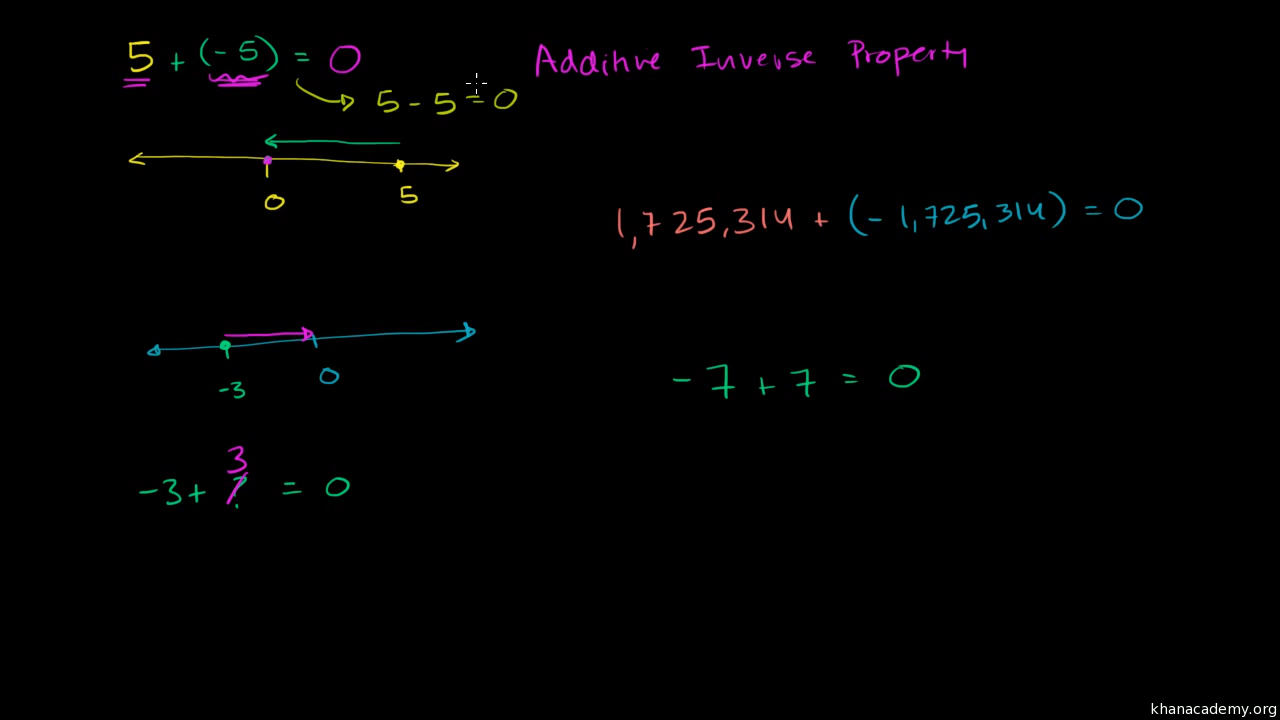 5 + (-5) = 0
Additive Inverse Property
5 - 5 = 0
0 5
1,725,314 + (-1,725,314) = 0
-3 0
-7 + 7 = 0
3
-3 + ? = 0
khanacademy.org